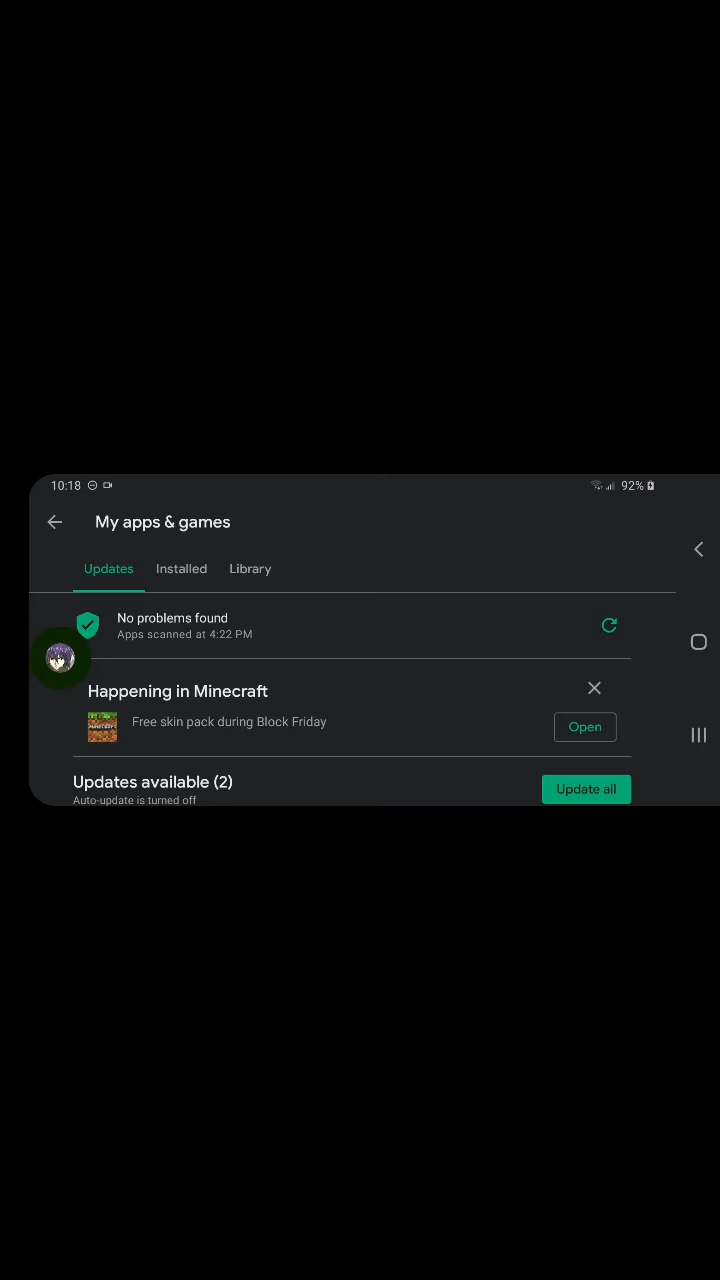 10:18 92%
My apps & games
Updates Installed Library
No problems found
Apps scanned at 4:22 PM
Happening in Minecraft
Free skin pack during Block Friday
Open
Updates available (2)
Update all
Auto-update is turned off